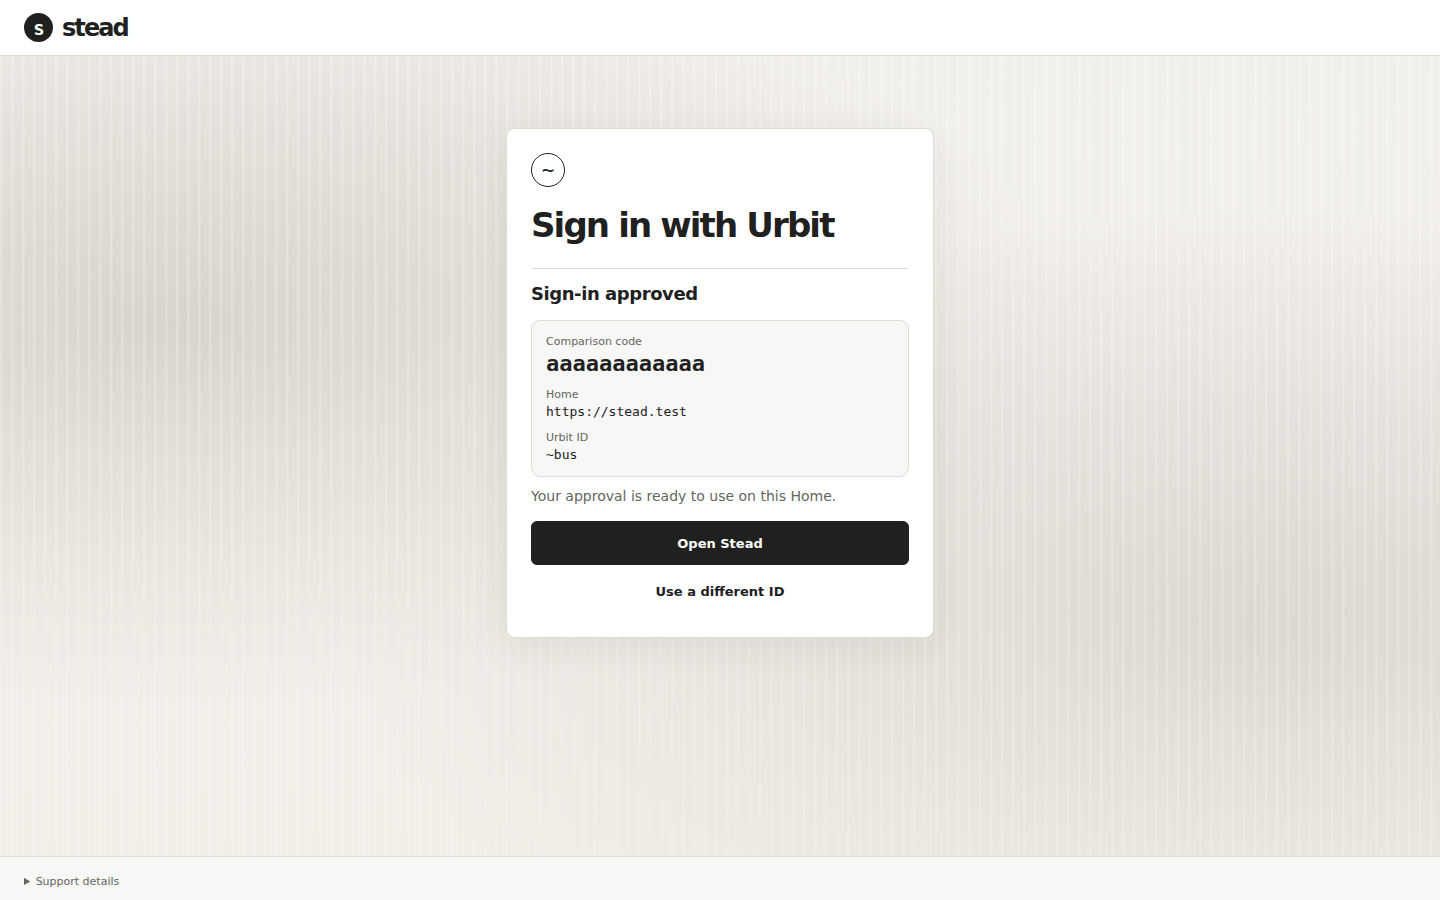 S stead
~
Sign in with Urbit
Sign-in approved
Comparison code
aaaaaaaaaaaa
Home
https://stead.test
Urbit ID
~bus
Your approval is ready to use on this Home.
Open Stead
Use a different ID
Support details